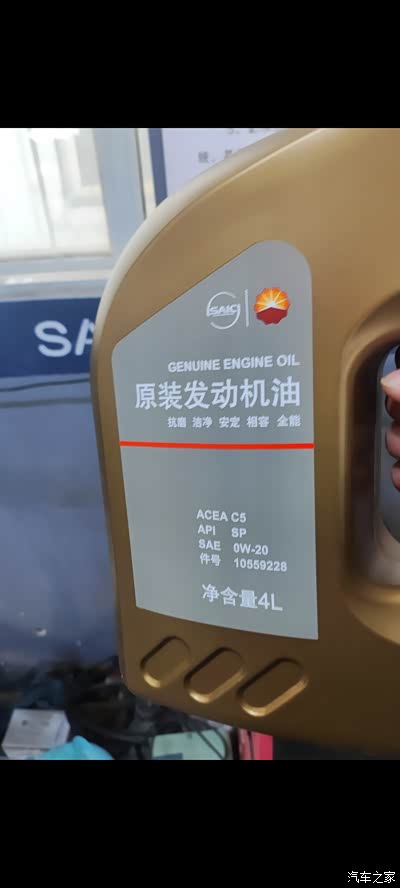 SA
SAIC
GENUINE ENGINE OIL
原装发动机油
抗磨 洁净 安定 相容 全能
ACEA C5
API SP
SAE 0W-20
件号 10559228
净含量4L
汽车之家